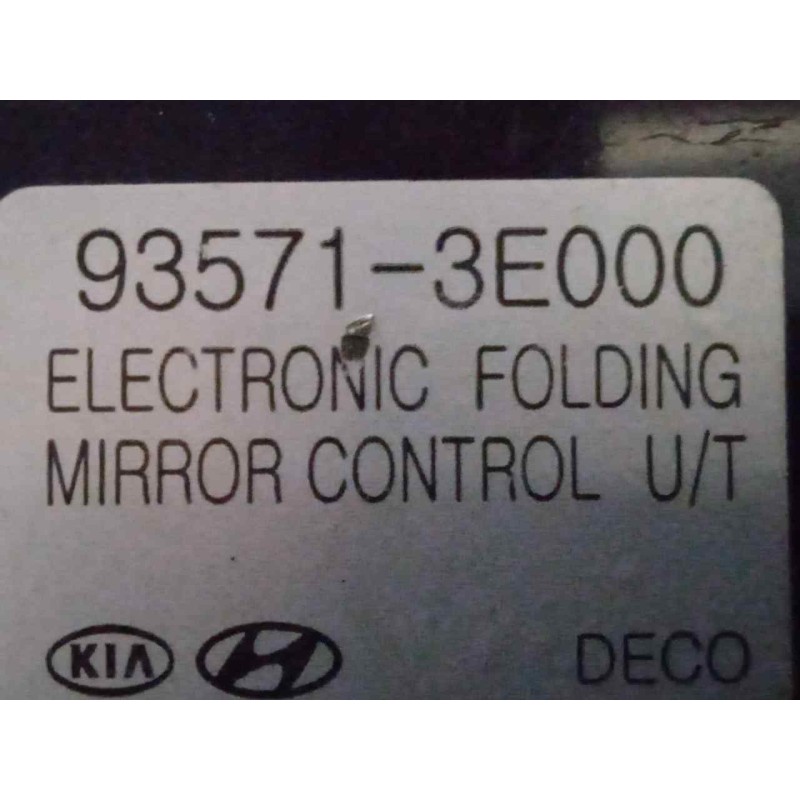 93571-3E000
ELECTRONIC FOLDING
MIRROR CONTROL U/T
KIA DECO